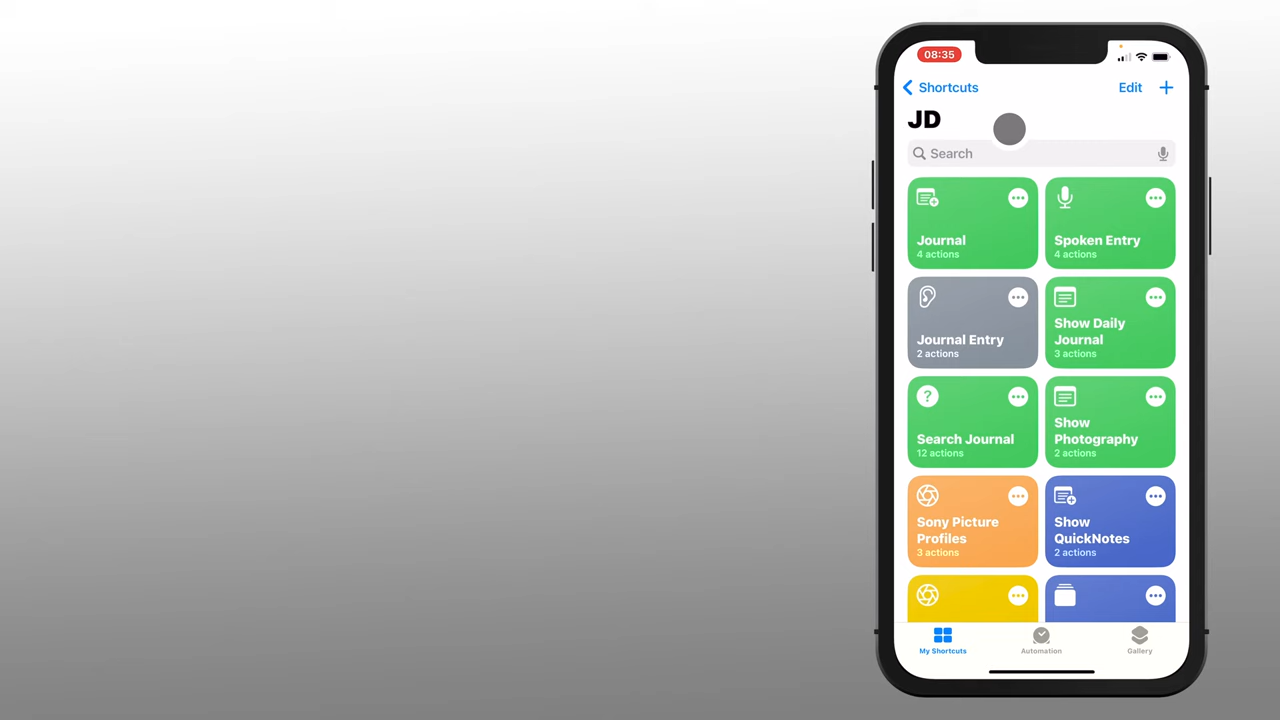 08:35
Shortcuts
Edit
JD
Search
Journal
4 actions
Spoken Entry
4 actions
Journal Entry
2 actions
Show Daily
Journal
3 actions
?
Search Journal
12 actions
Show
Photography
2 actions
Sony Picture
Profiles
3 actions
Show
QuickNotes
2 actions
My Shortcuts
Automation
Gallery